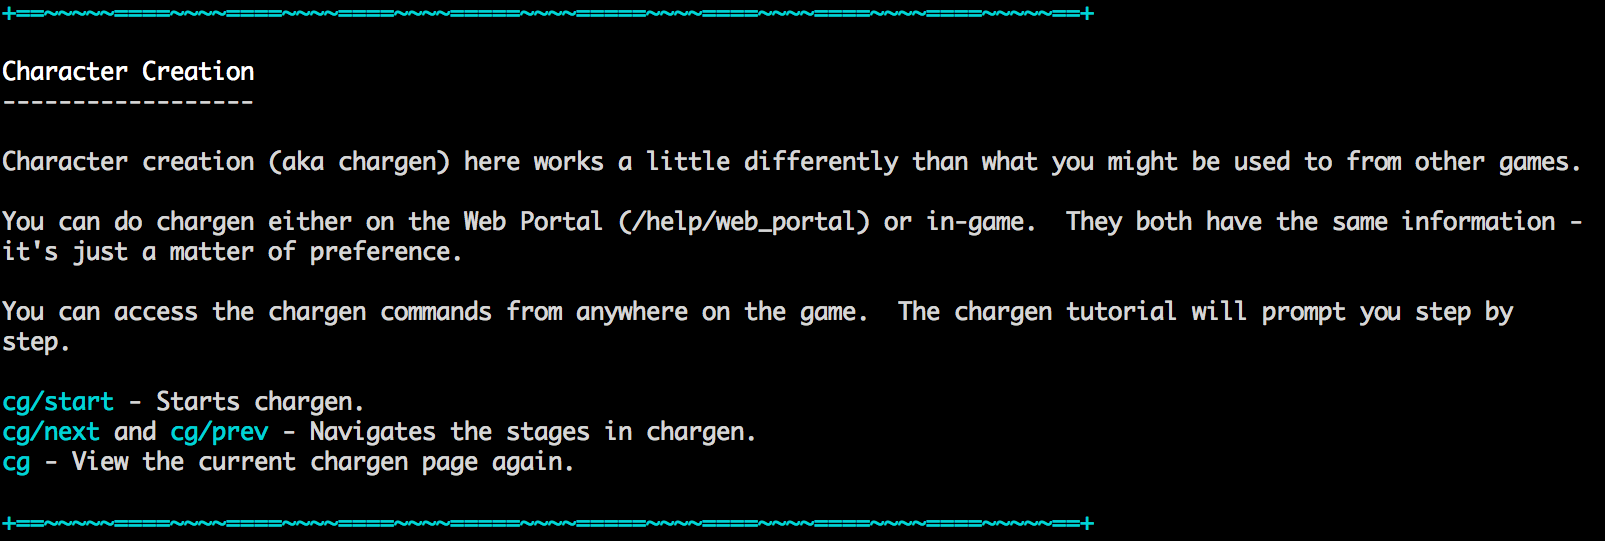 +==~~~~~====~~~~====~~~~====~~~~====~~~~====~~~~====~~~~====~~~~====~~~~====~~~~~==+
Character Creation
------------------
Character creation (aka chargen) here works a little differently than what you might be used to from other games.
You can do chargen either on the Web Portal (/help/web_portal) or in-game.  They both have the same information -
it's just a matter of preference.
You can access the chargen commands from anywhere on the game.  The chargen tutorial will prompt you step by
step.
cg/start - Starts chargen.
cg/next and cg/prev - Navigates the stages in chargen.
cg - View the current chargen page again.
+==~~~~~====~~~~====~~~~====~~~~====~~~~====~~~~====~~~~====~~~~====~~~~====~~~~~==+